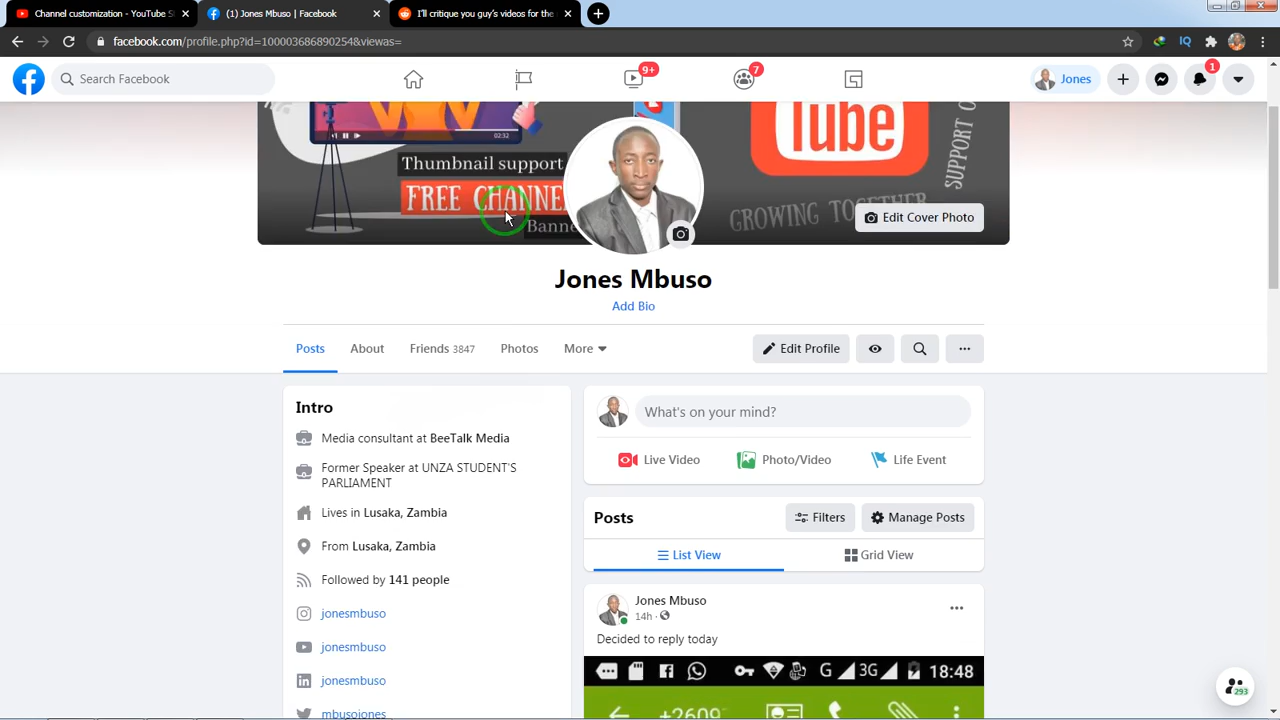 Channel customization - YouTube S
(1) Jones Mbuso | Facebook
I'll critique you guy's videos for the
facebook.com/profile.php?id=100003686890254&viewas=
IQ
Search Facebook
9+
7
Jones
1
02:32
Thumbnail support
FREE CHANNE
Banne
Tube
SUPPORT O
GROWING TOGETHER
Edit Cover Photo
Jones Mbuso
Add Bio
Posts
About
Friends 3847
Photos
More
Edit Profile
Intro
Media consultant at BeeTalk Media
Former Speaker at UNZA STUDENT'S
PARLIAMENT
Lives in Lusaka, Zambia
From Lusaka, Zambia
Followed by 141 people
jonesmbuso
jonesmbuso
jonesmbuso
mbusojones
What's on your mind?
Live Video
Photo/Video
Life Event
Posts
Filters
Manage Posts
List View
Grid View
Jones Mbuso
14h ·
Decided to reply today
G
3G
18:48
+2609
293